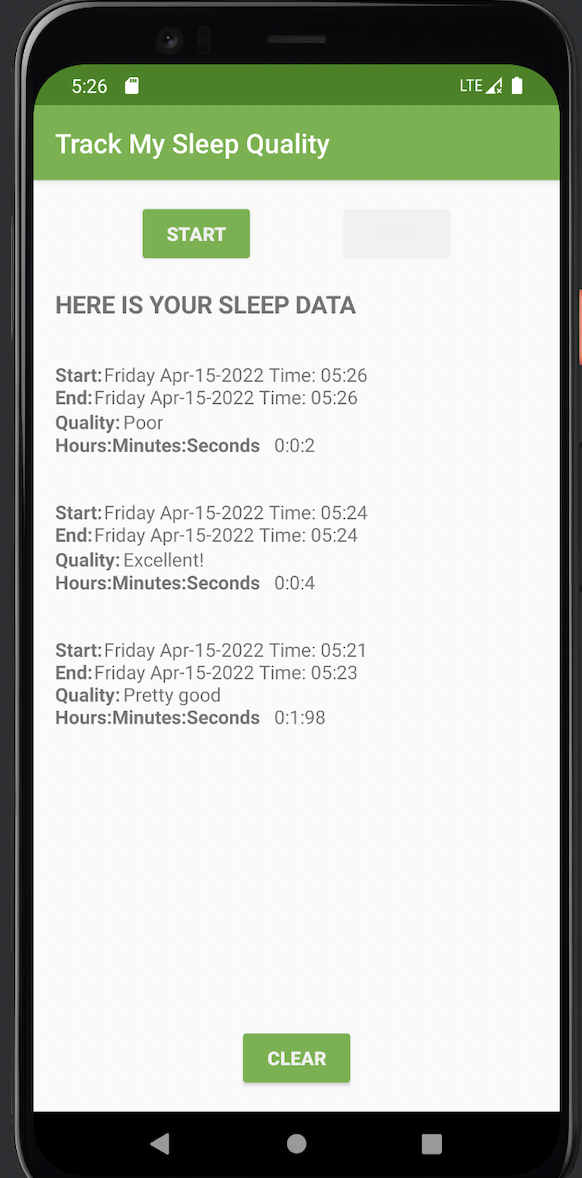 5:26 LTE
Track My Sleep Quality
START
HERE IS YOUR SLEEP DATA
Start:Friday Apr-15-2022 Time: 05:26
End:Friday Apr-15-2022 Time: 05:26
Quality: Poor
Hours:Minutes:Seconds 0:0:2
Start:Friday Apr-15-2022 Time: 05:24
End:Friday Apr-15-2022 Time: 05:24
Quality: Excellent!
Hours:Minutes:Seconds 0:0:4
Start:Friday Apr-15-2022 Time: 05:21
End:Friday Apr-15-2022 Time: 05:23
Quality: Pretty good
Hours:Minutes:Seconds 0:1:98
CLEAR